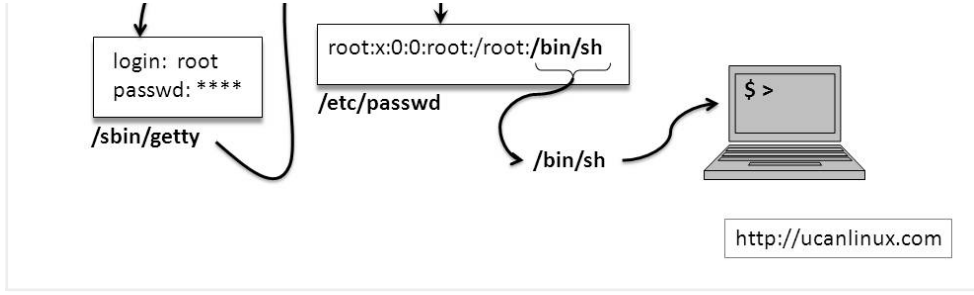 login: root
passwd: ****
/sbin/getty
root:x:0:0:root:/root:/bin/sh
/etc/passwd
/bin/sh
$ >
http://ucanlinux.com